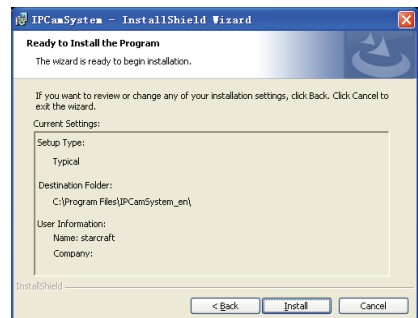 IPCamSystem - InstallShield Wizard
Ready to Install the Program
The wizard is ready to begin installation.
If you want to review or change any of your installation settings, click Back. Click Cancel to
exit the wizard.
Current Settings:
Setup Type:
Typical
Destination Folder:
C:\Program Files\IPCamSystem_en\
User Information:
Name: starcraft
Company:
InstallShield
< Back Install Cancel